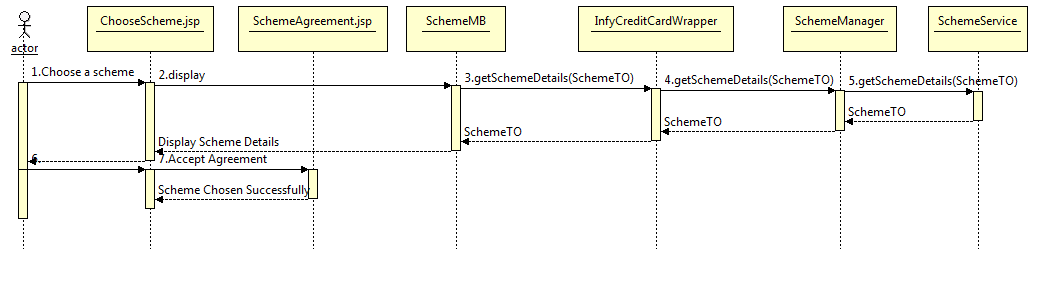 ChooseScheme.jsp
SchemeAgreement.jsp
SchemeMB
InfyCreditCardWrapper
SchemeManager
SchemeService
actor
1.Choose a scheme
2.display
3.getSchemeDetails(SchemeTO)
4.getSchemeDetails(SchemeTO)
5.getSchemeDetails(SchemeTO)
SchemeTO
SchemeTO
SchemeTO
Display Scheme Details
6.
7.Accept Agreement
Scheme Chosen Successfully